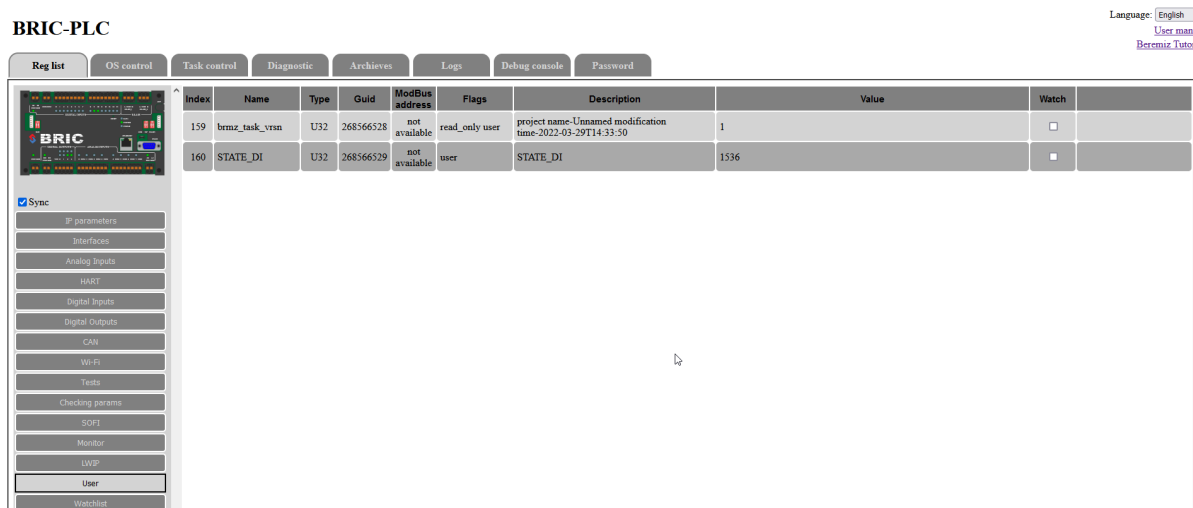 Language: English
BRIC-PLC
User man
Beremiz Tutor
Reg list OS control Task control Diagnostic Archieves Logs Debug console Password
Index Name Type Guid ModBus address Flags Description Value Watch
159 brmz_task_vrsn U32 268566528 not available read_only user project name-Unnamed modification time-2022-03-29T14:33:50 1
160 STATE_DI U32 268566529 not available user STATE_DI 1536
BRIC
Sync
IP parameters
Interfaces
Analog Inputs
HART
Digital Inputs
Digital Outputs
CAN
Wi-Fi
Tests
Checking params
SOFI
Monitor
LWIP
User
Watchlist